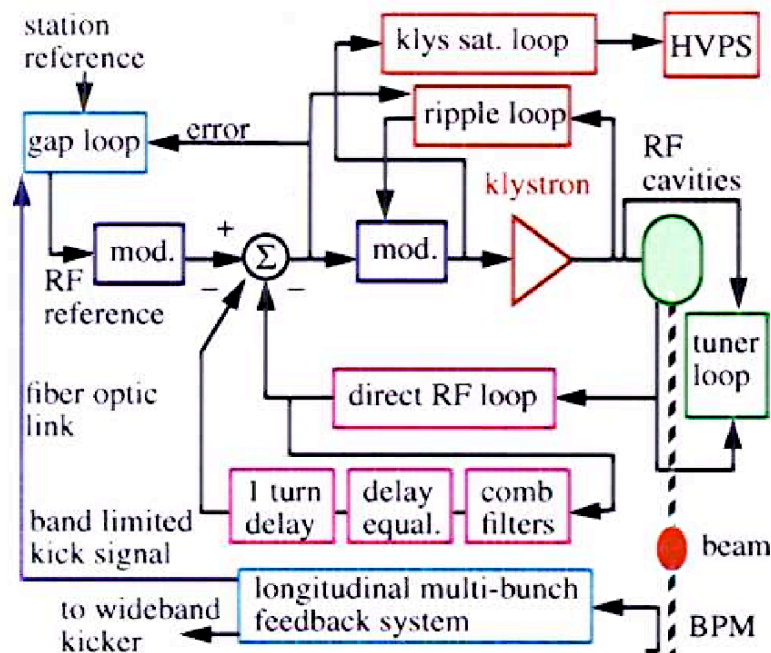 station
reference
klys sat. loop
HVPS
gap loop
error
ripple loop
RF
cavities
klystron
mod.
+
Σ
−
−
mod.
RF
reference
tuner
loop
fiber optic
link
direct RF loop
1 turn
delay
delay
equal.
comb
filters
band limited
kick signal
beam
longitudinal multi-bunch
feedback system
to wideband
kicker
BPM